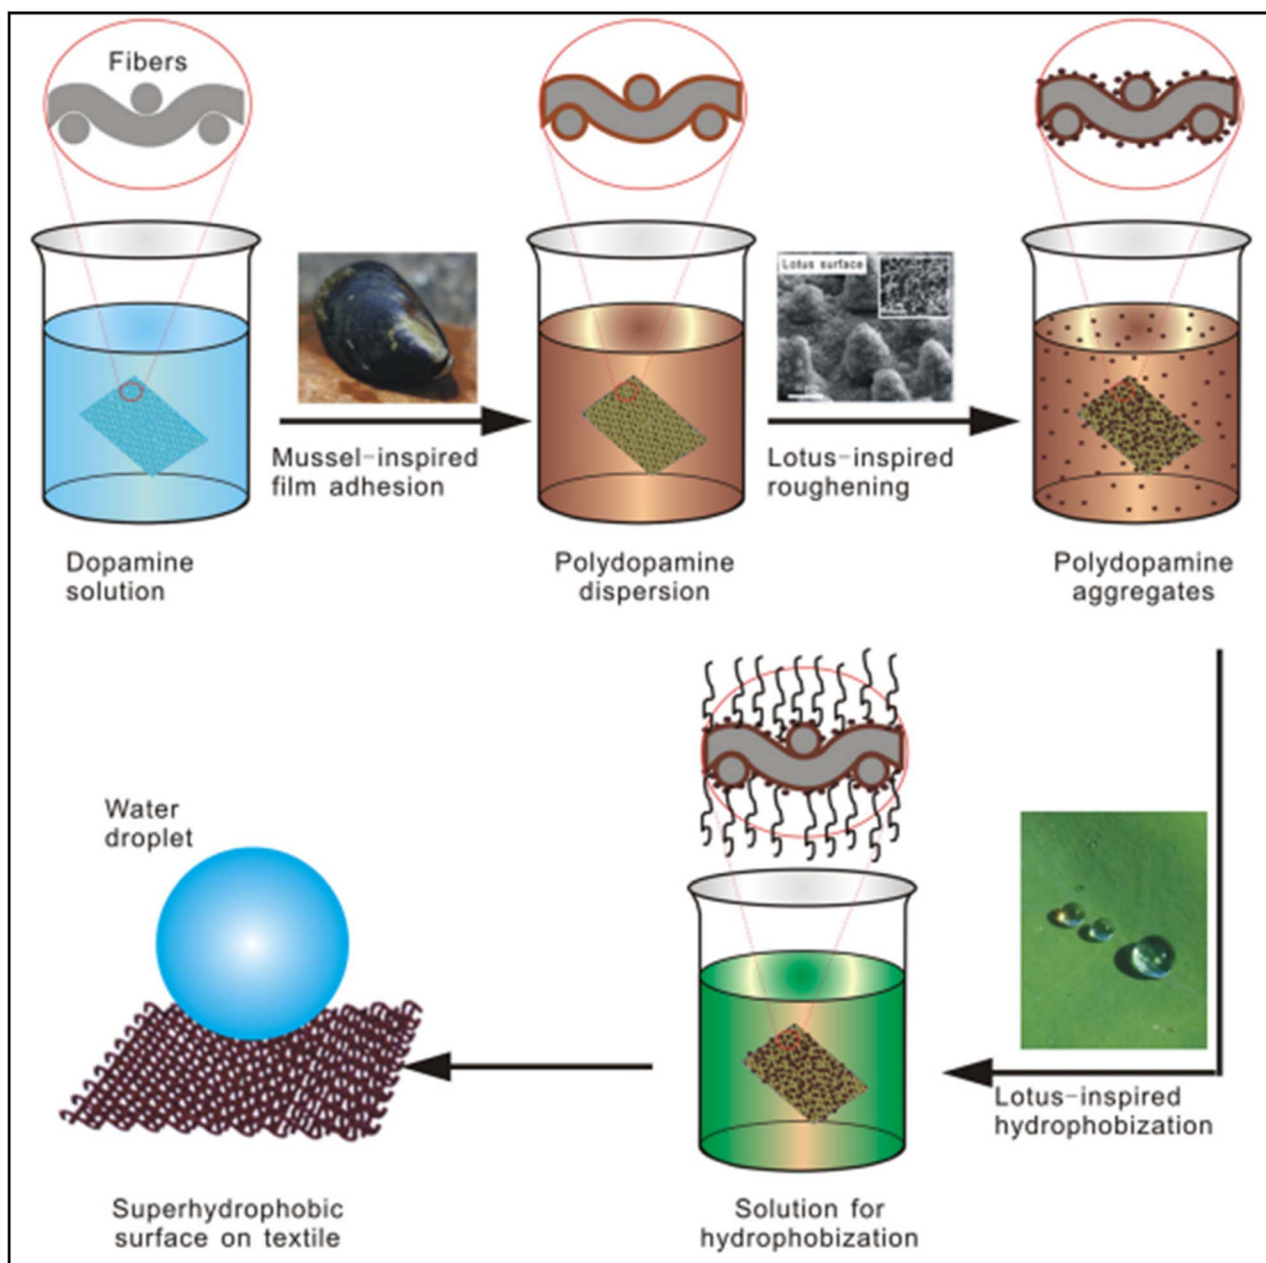 Fibers
Lotus surface
Mussel-inspired
film adhesion
Lotus-inspired
roughening
Dopamine
solution
Polydopamine
dispersion
Polydopamine
aggregates
Water
droplet
Lotus-inspired
hydrophobization
Superhydrophobic
surface on textile
Solution for
hydrophobization